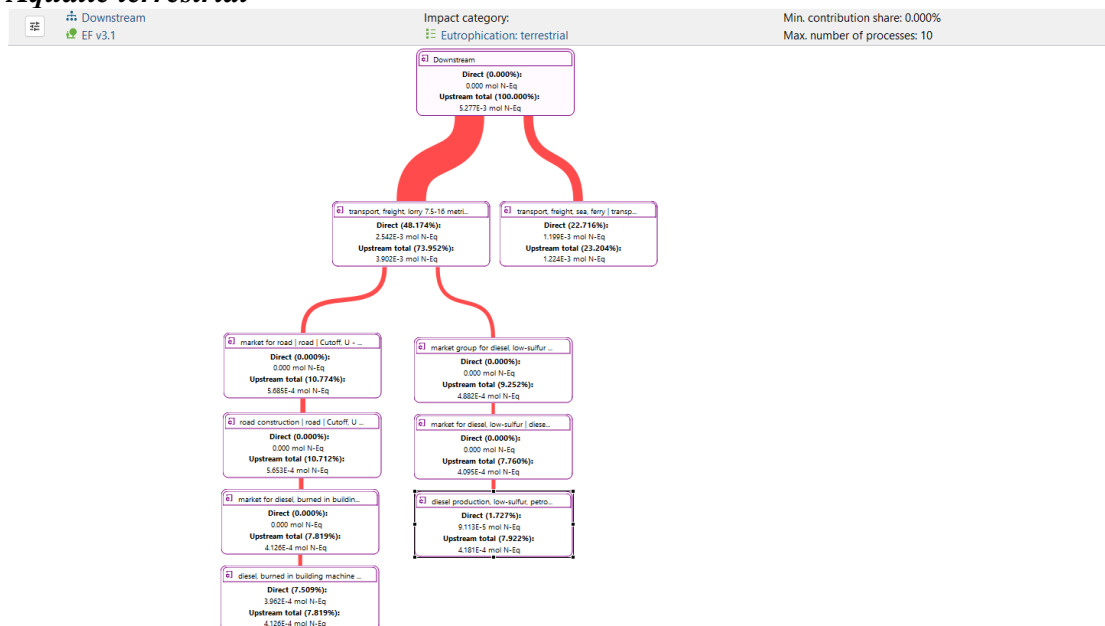 Aquatic terrestrial
Downstream
EF v3.1
Impact category:
Eutrophication: terrestrial
Min. contribution share: 0.000%
Max. number of processes: 10
Downstream
Direct (0.000%):
0.000 mol N-Eq
Upstream total (100.000%):
5.277E-3 mol N-Eq
transport, freight, lorry 7.5-16 metri...
Direct (48.174%):
2.542E-3 mol N-Eq
Upstream total (73.952%):
3.902E-3 mol N-Eq
transport, freight, sea, ferry | transp...
Direct (22.716%):
1.199E-3 mol N-Eq
Upstream total (23.204%):
1.224E-3 mol N-Eq
market for road | road | Cutoff, U - ...
Direct (0.000%):
0.000 mol N-Eq
Upstream total (10.774%):
5.685E-4 mol N-Eq
market group for diesel, low-sulfur ...
Direct (0.000%):
0.000 mol N-Eq
Upstream total (9.252%):
4.882E-4 mol N-Eq
road construction | road | Cutoff, U ...
Direct (0.000%):
0.000 mol N-Eq
Upstream total (10.712%):
5.653E-4 mol N-Eq
market for diesel, low-sulfur | diese...
Direct (0.000%):
0.000 mol N-Eq
Upstream total (7.760%):
4.095E-4 mol N-Eq
market for diesel, burned in buildin...
Direct (0.000%):
0.000 mol N-Eq
Upstream total (7.819%):
4.126E-4 mol N-Eq
diesel production, low-sulfur, petro...
Direct (1.727%):
9.113E-5 mol N-Eq
Upstream total (7.922%):
4.181E-4 mol N-Eq
diesel, burned in building machine ...
Direct (7.509%):
3.962E-4 mol N-Eq
Upstream total (7.819%):
4.126E-4 mol N-Eq